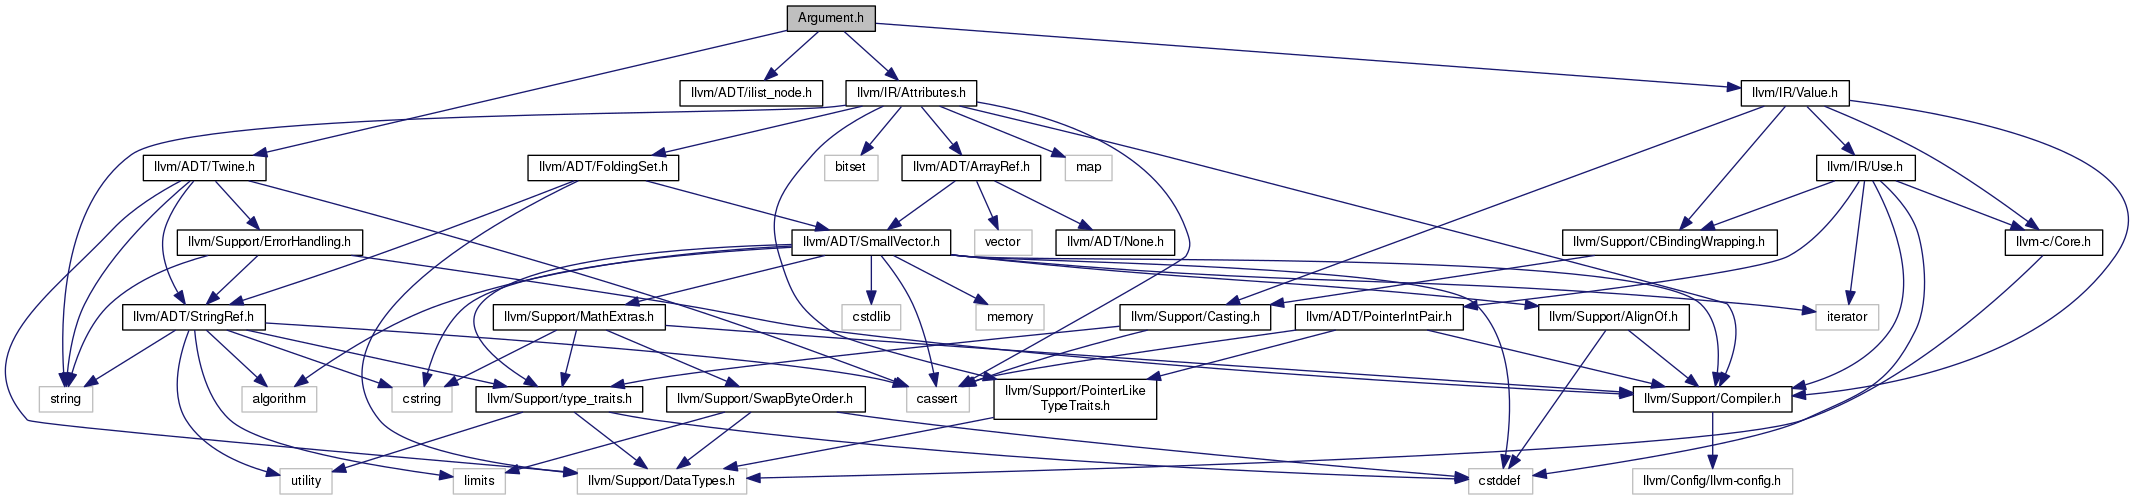 Argument.h
llvm/ADT/ilist_node.h
llvm/IR/Attributes.h
llvm/IR/Value.h
llvm/ADT/Twine.h
llvm/ADT/FoldingSet.h
bitset
llvm/ADT/ArrayRef.h
map
llvm/IR/Use.h
llvm/Support/ErrorHandling.h
llvm/ADT/SmallVector.h
vector
llvm/ADT/None.h
llvm/Support/CBindingWrapping.h
llvm-c/Core.h
llvm/ADT/StringRef.h
llvm/Support/MathExtras.h
cstdlib
memory
llvm/Support/Casting.h
llvm/ADT/PointerIntPair.h
llvm/Support/AlignOf.h
iterator
string
algorithm
cstring
llvm/Support/type_traits.h
llvm/Support/SwapByteOrder.h
cassert
llvm/Support/PointerLike
TypeTraits.h
llvm/Support/Compiler.h
utility
limits
llvm/Support/DataTypes.h
cstddef
llvm/Config/llvm-config.h